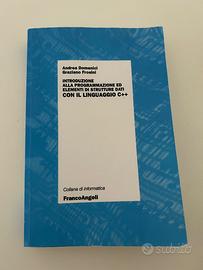 Andrea Domenici
Graziano Frosini
INTRODUZIONE
ALLA PROGRAMMAZIONE ED
ELEMENTI DI STRUTTURE DATI
CON IL LINGUAGGIO C++
Collana di Informatica
FrancoAngeli
subito